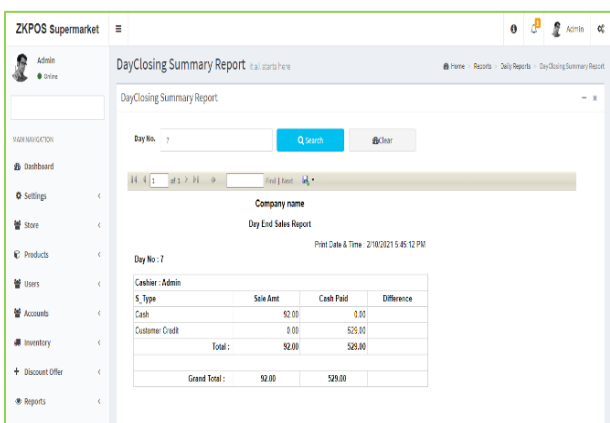 ZKPOS Supermarket
Admin
Admin
Online
DayClosing Summary Report it all starts here
Home > Reports > Daily Reports > DayClosing Summary Report
DayClosing Summary Report
MAIN NAVIGATION
Dashboard
Settings
Store
Products
Users
Accounts
Inventory
Discount Offer
Reports
Day No. 7 Search Clear
1 of 1 Find | Next
Company name
Day End Sales Report
Print Date & Time : 2/10/2021 5:45:12 PM
Day No : 7
Cashier : Admin
S_Type Sale Amt Cash Paid Difference
Cash 92.00 0.00
Customer Credit 0.00 529.00
Total : 92.00 529.00
Grand Total : 92.00 529.00